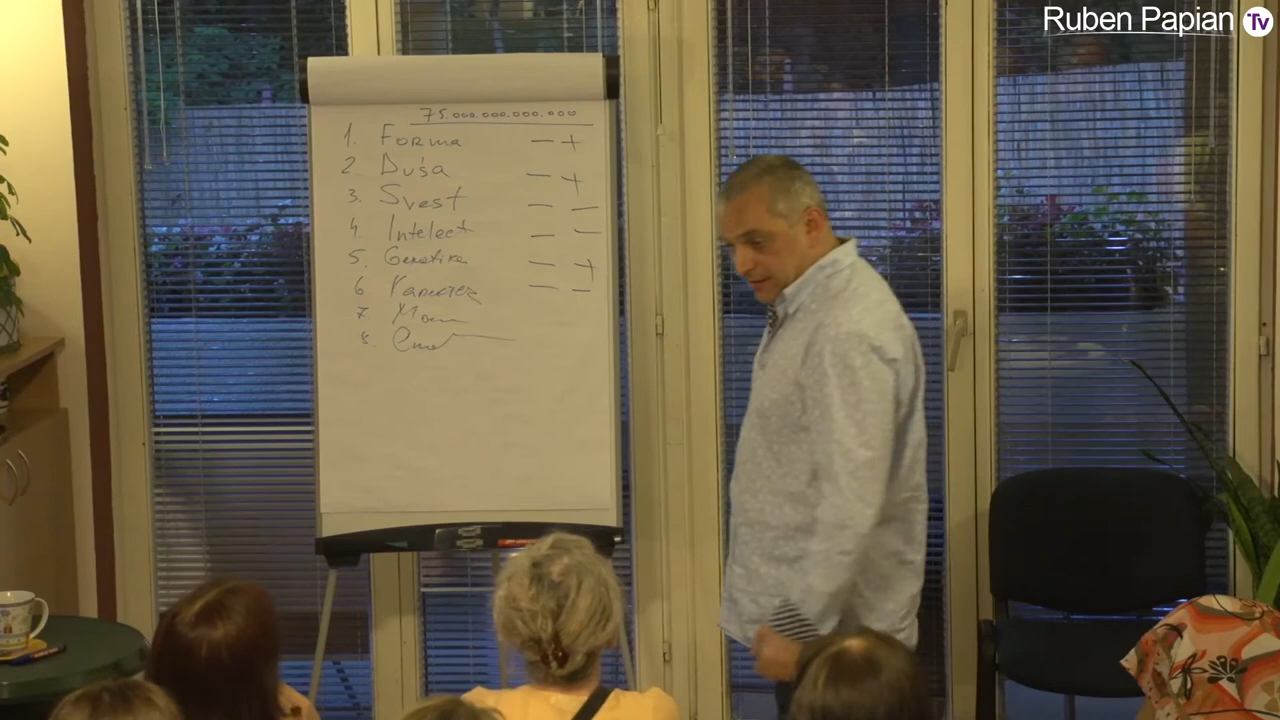 Ruben Papian Tv
75.000.000.000.000
1. Forma — +
2. Duša — +
3. Svest — —
4. Intelect — —
5. Genetika — +
6 Karakter — —
7.
8.